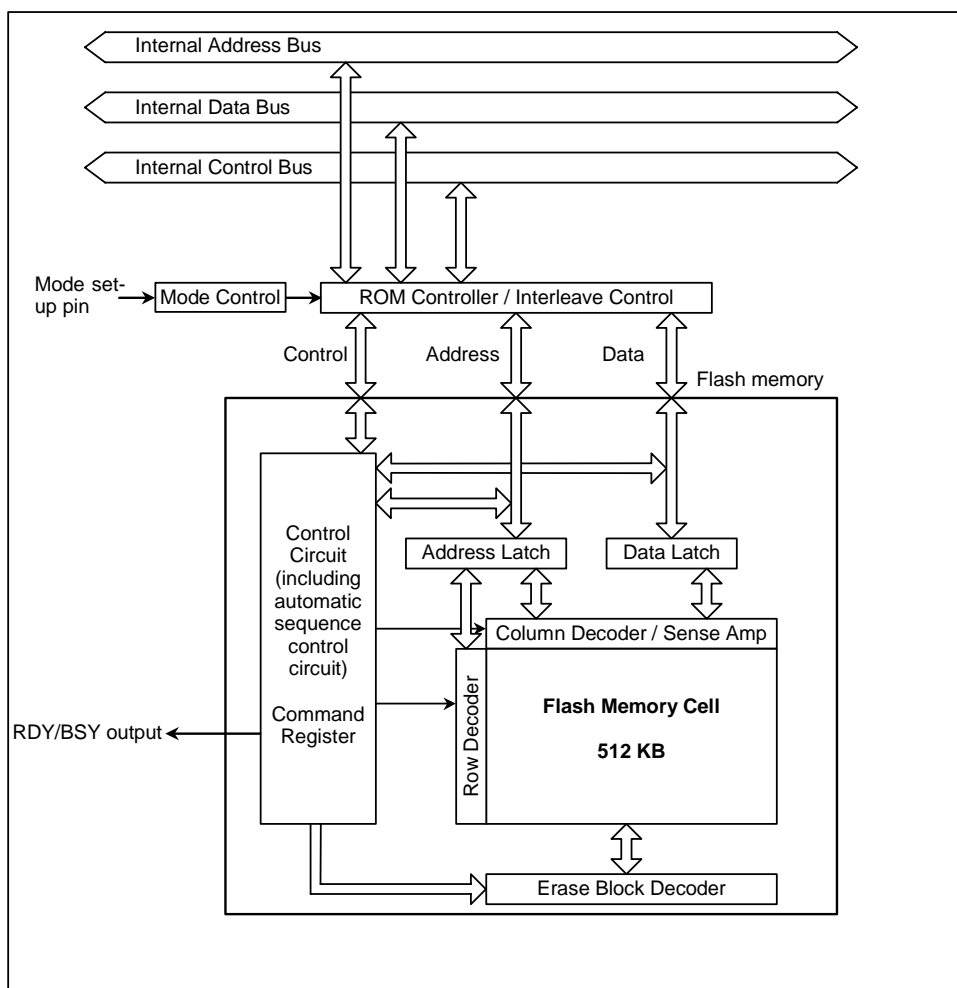 Internal Address Bus
Internal Data Bus
Internal Control Bus
Mode set-
up pin
Mode Control
ROM Controller / Interleave Control
Control
Address
Data
Flash memory
Control
Circuit
(including
automatic
sequence
control
circuit)
Command
Register
Address Latch
Data Latch
Column Decoder / Sense Amp
Row Decoder
Flash Memory Cell
512 KB
RDY/BSY output
Erase Block Decoder